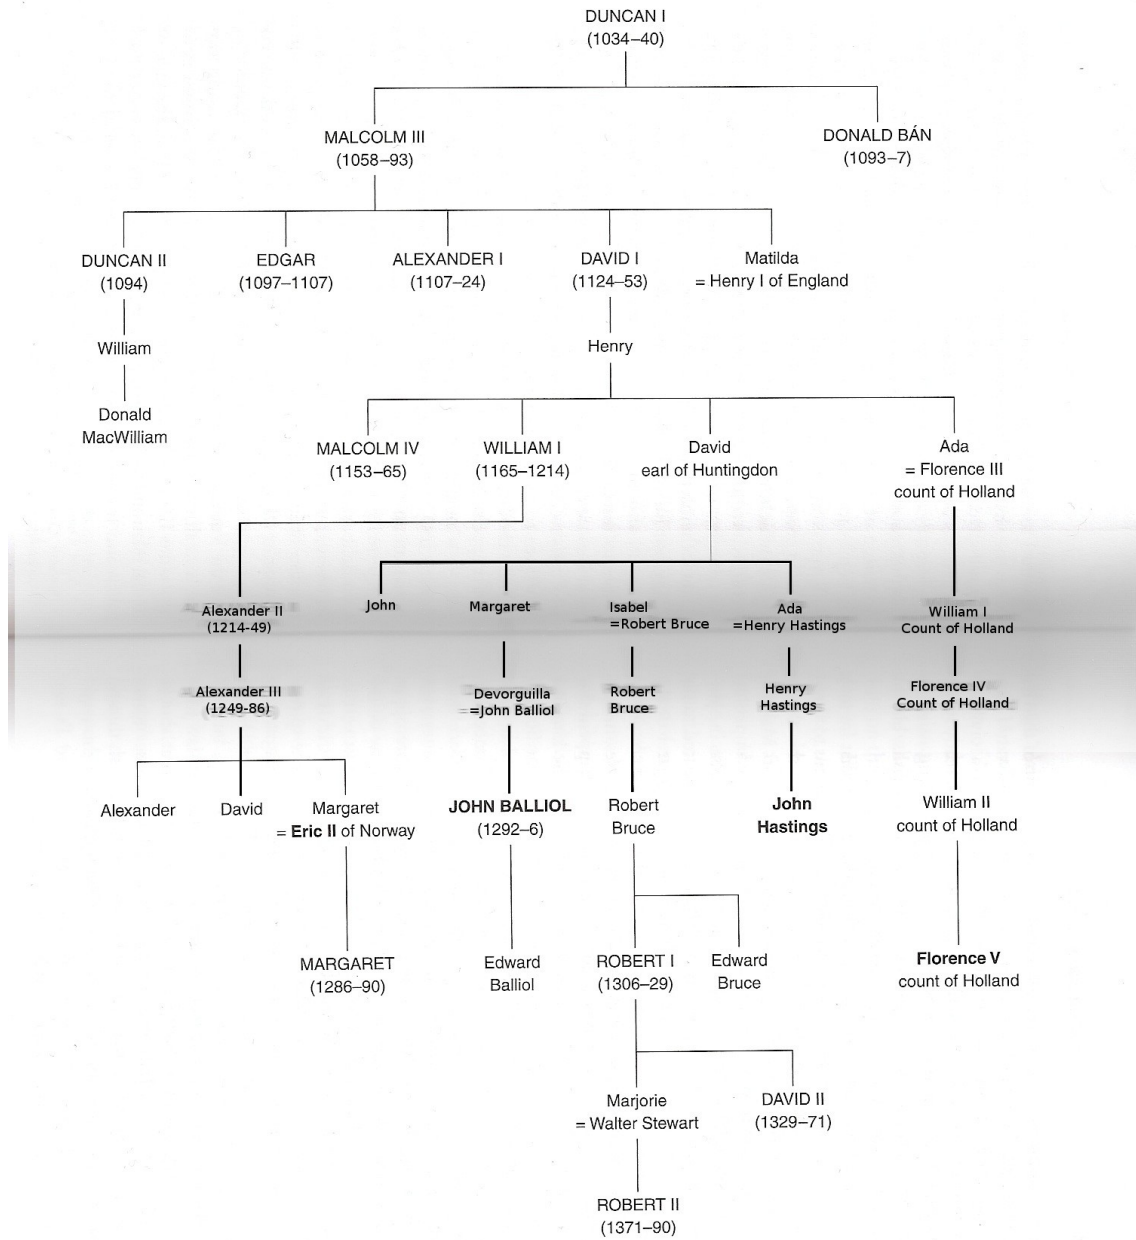 DUNCAN I
(1034–40)
MALCOLM III
(1058–93)
DONALD BÁN
(1093–7)
DUNCAN II
(1094)
EDGAR
(1097–1107)
ALEXANDER I
(1107–24)
DAVID I
(1124–53)
Matilda
= Henry I of England
William
Henry
Donald
MacWilliam
MALCOLM IV
(1153–65)
WILLIAM I
(1165–1214)
David
earl of Huntingdon
Ada
= Florence III
count of Holland
Alexander II
(1214-49)
John
Margaret
Isabel
=Robert Bruce
Ada
=Henry Hastings
William I
Count of Holland
Alexander III
(1249-86)
Devorguilla
=John Balliol
Robert
Bruce
Henry
Hastings
Florence IV
Count of Holland
Alexander
David
Margaret
= Eric II of Norway
JOHN BALLIOL
(1292–6)
Robert
Bruce
John
Hastings
William II
count of Holland
MARGARET
(1286–90)
Edward
Balliol
ROBERT I
(1306–29)
Edward
Bruce
Florence V
count of Holland
Marjorie
= Walter Stewart
DAVID II
(1329–71)
ROBERT II
(1371–90)